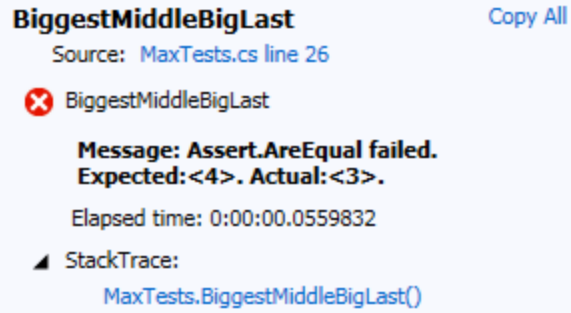 BiggestMiddleBigLast Copy All
Source: MaxTests.cs line 26
BiggestMiddleBigLast
Message: Assert.AreEqual failed.
Expected:<4>. Actual:<3>.
Elapsed time: 0:00:00.0559832
StackTrace:
MaxTests.BiggestMiddleBigLast()